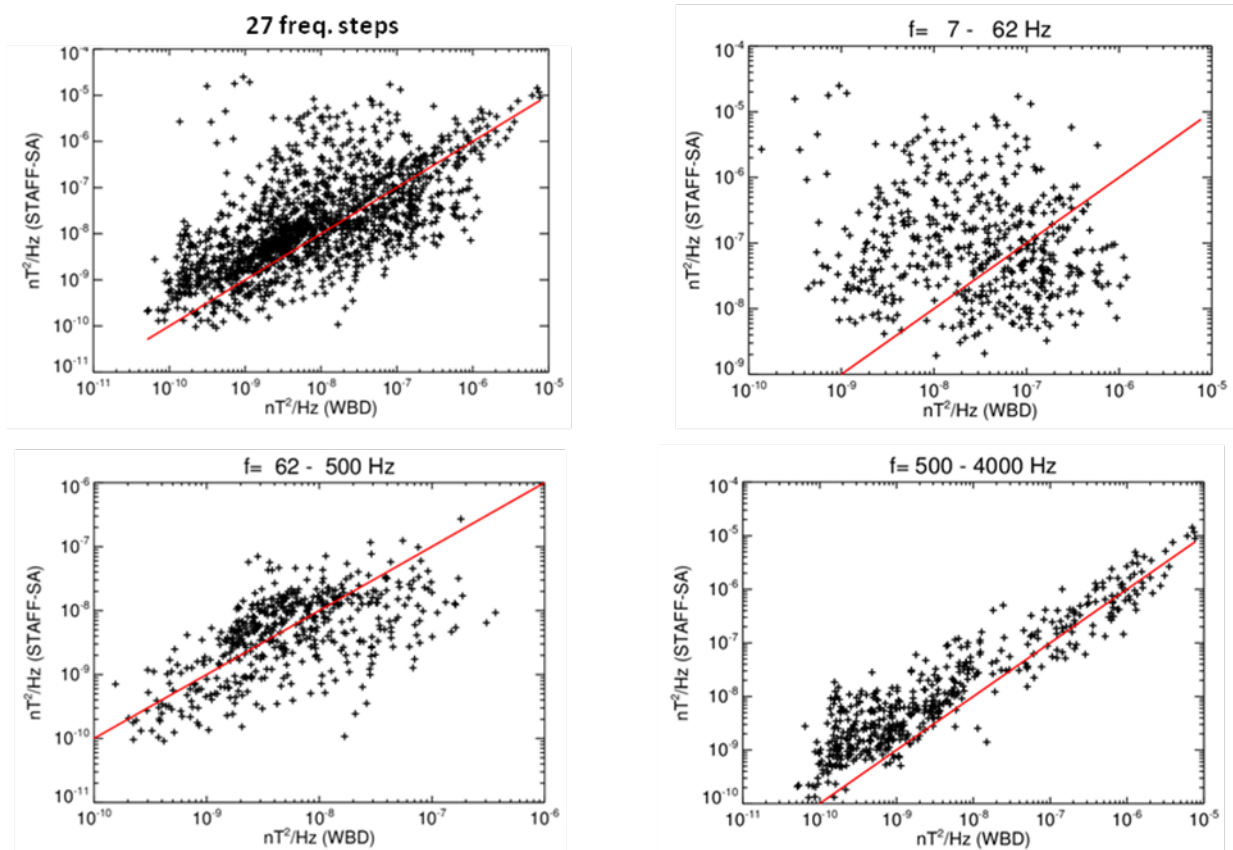 27 freq. steps
10⁻⁴
10⁻⁵
10⁻⁶
10⁻⁷
10⁻⁸
10⁻⁹
10⁻¹⁰
10⁻¹¹
nT²/Hz (STAFF-SA)
10⁻¹¹ 10⁻¹⁰ 10⁻⁹ 10⁻⁸ 10⁻⁷ 10⁻⁶ 10⁻⁵
nT²/Hz (WBD)
f= 7 - 62 Hz
10⁻⁴
10⁻⁵
10⁻⁶
10⁻⁷
10⁻⁸
10⁻⁹
nT²/Hz (STAFF-SA)
10⁻¹⁰ 10⁻⁹ 10⁻⁸ 10⁻⁷ 10⁻⁶ 10⁻⁵
nT²/Hz (WBD)
f= 62 - 500 Hz
10⁻⁶
10⁻⁷
10⁻⁸
10⁻⁹
10⁻¹⁰
10⁻¹¹
nT²/Hz (STAFF-SA)
10⁻¹⁰ 10⁻⁹ 10⁻⁸ 10⁻⁷ 10⁻⁶
nT²/Hz (WBD)
f= 500 - 4000 Hz
10⁻⁴
10⁻⁵
10⁻⁶
10⁻⁷
10⁻⁸
10⁻⁹
10⁻¹⁰
nT²/Hz (STAFF-SA)
10⁻¹¹ 10⁻¹⁰ 10⁻⁹ 10⁻⁸ 10⁻⁷ 10⁻⁶ 10⁻⁵
nT²/Hz (WBD)